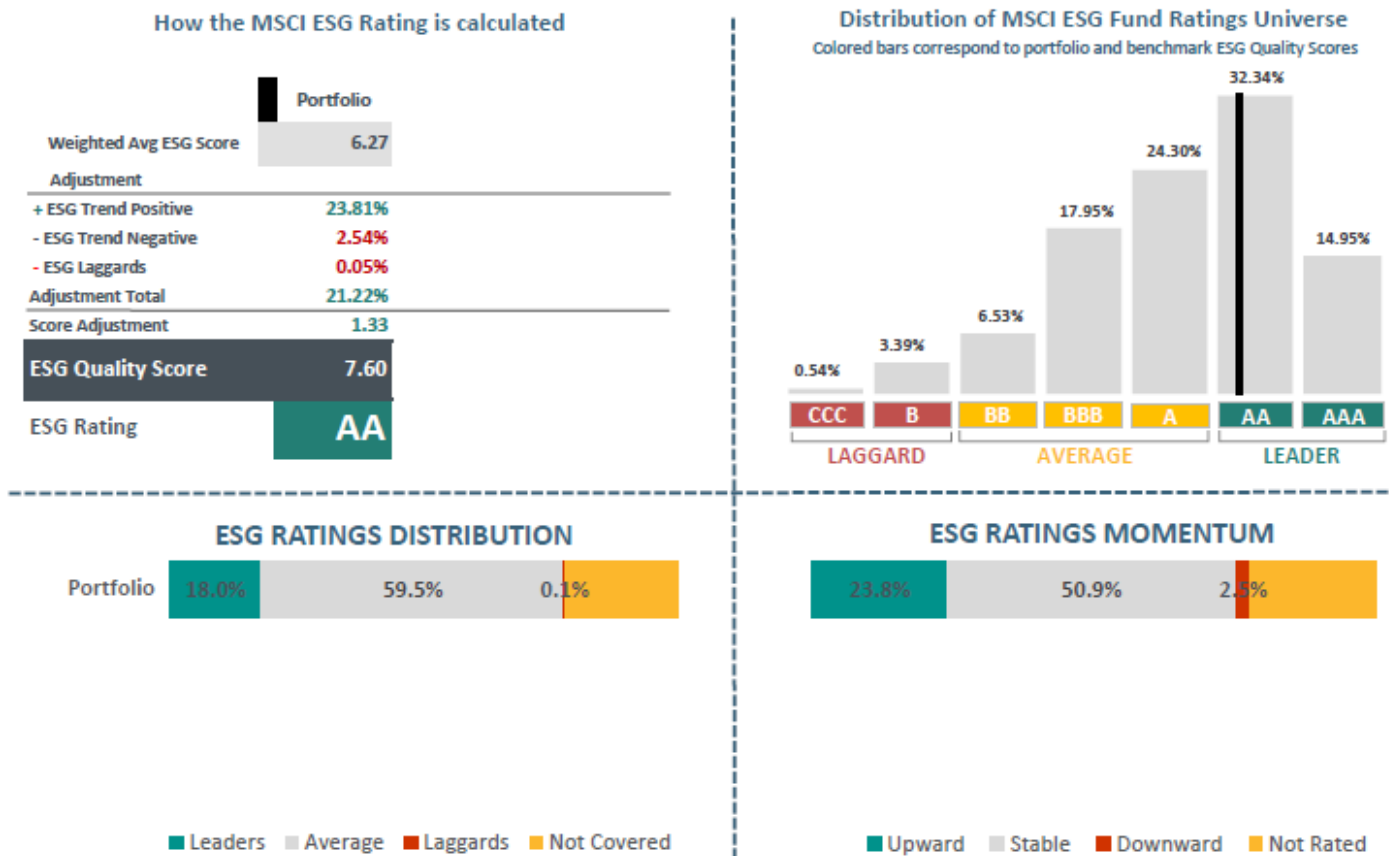 How the MSCI ESG Rating is calculated
Portfolio
Weighted Avg ESG Score 6.27
Adjustment
+ ESG Trend Positive 23.81%
- ESG Trend Negative 2.54%
- ESG Laggards 0.05%
Adjustment Total 21.22%
Score Adjustment 1.33
ESG Quality Score 7.60
ESG Rating AA
Distribution of MSCI ESG Fund Ratings Universe
Colored bars correspond to portfolio and benchmark ESG Quality Scores
0.54% 3.39% 6.53% 17.95% 24.30% 32.34% 14.95%
CCC B BB BBB A AA AAA
LAGGARD AVERAGE LEADER
ESG RATINGS DISTRIBUTION
Portfolio 18.0% 59.5% 0.1%
Leaders Average Laggards Not Covered
ESG RATINGS MOMENTUM
23.8% 50.9% 2.5%
Upward Stable Downward Not Rated